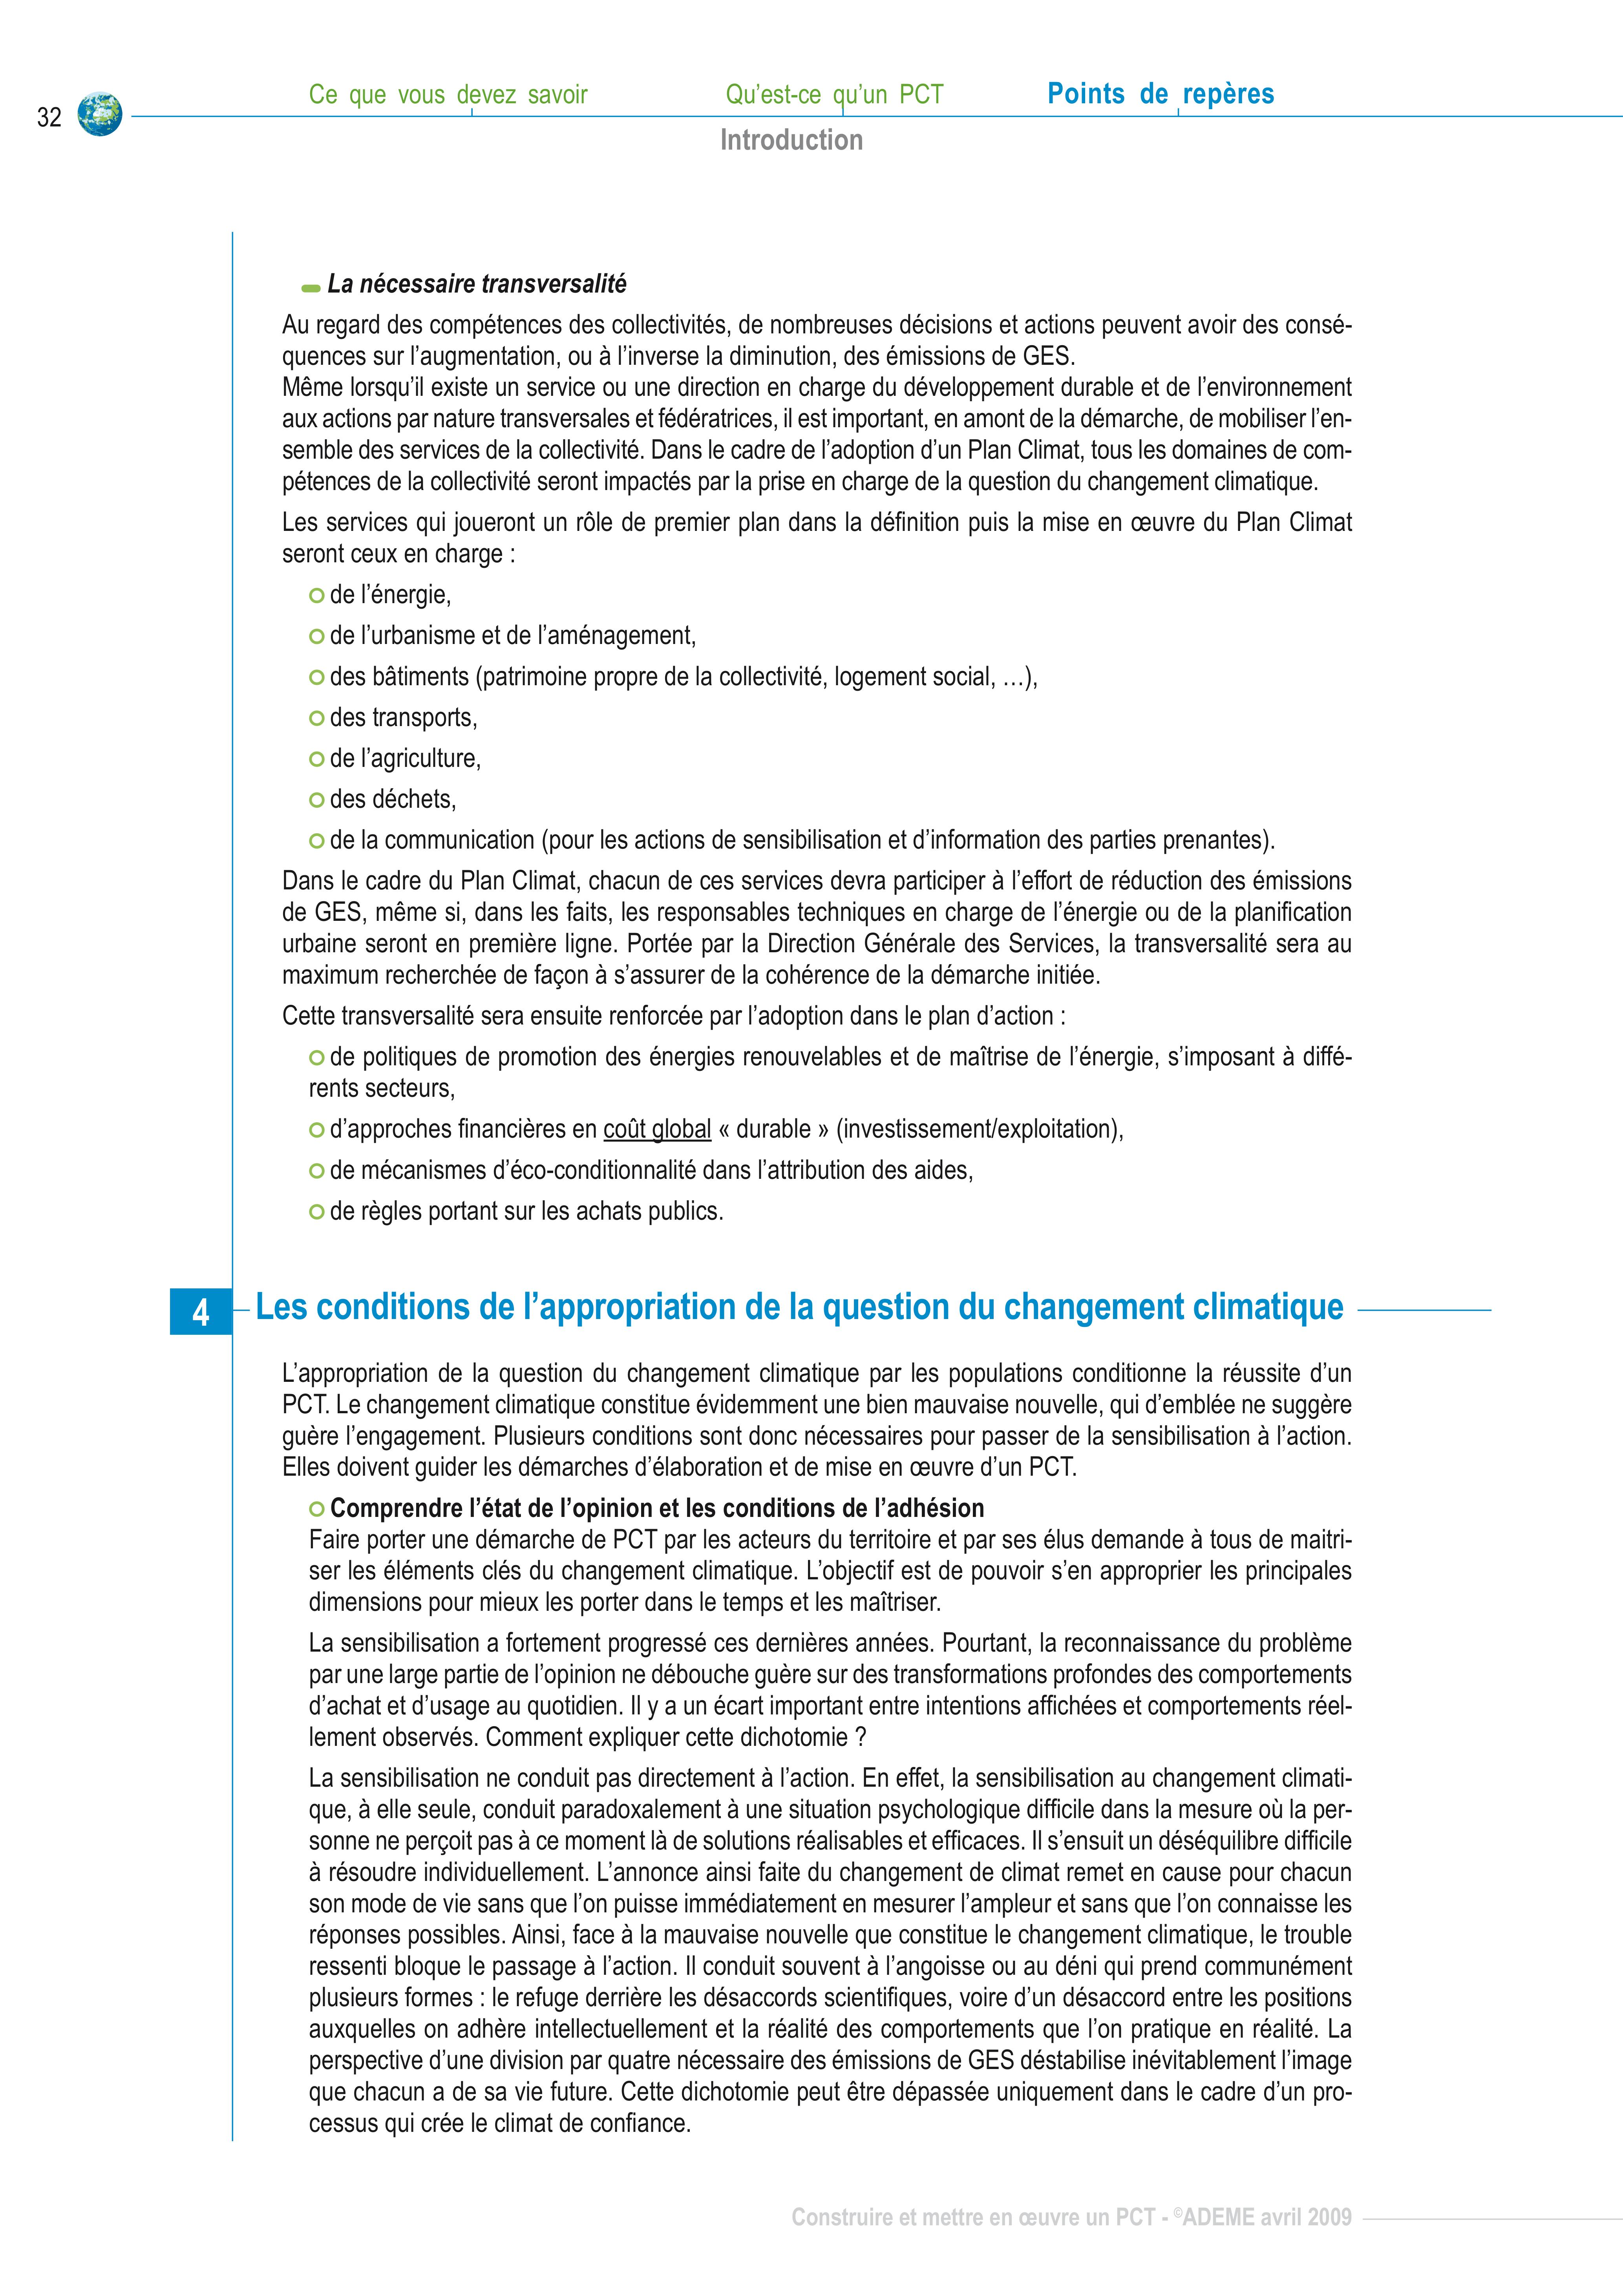 32
Ce que vous devez savoir
Qu’est-ce qu’un PCT
Points de repères
Introduction
La nécessaire transversalité
Au regard des compétences des collectivités, de nombreuses décisions et actions peuvent avoir des consé-
quences sur l’augmentation, ou à l’inverse la diminution, des émissions de GES.
Même lorsqu’il existe un service ou une direction en charge du développement durable et de l’environnement
aux actions par nature transversales et fédératrices, il est important, en amont de la démarche, de mobiliser l’en-
semble des services de la collectivité. Dans le cadre de l’adoption d’un Plan Climat, tous les domaines de com-
pétences de la collectivité seront impactés par la prise en charge de la question du changement climatique.
Les services qui joueront un rôle de premier plan dans la définition puis la mise en œuvre du Plan Climat
seront ceux en charge :
de l’énergie,
de l’urbanisme et de l’aménagement,
des bâtiments (patrimoine propre de la collectivité, logement social, …),
des transports,
de l’agriculture,
des déchets,
de la communication (pour les actions de sensibilisation et d’information des parties prenantes).
Dans le cadre du Plan Climat, chacun de ces services devra participer à l’effort de réduction des émissions
de GES, même si, dans les faits, les responsables techniques en charge de l’énergie ou de la planification
urbaine seront en première ligne. Portée par la Direction Générale des Services, la transversalité sera au
maximum recherchée de façon à s’assurer de la cohérence de la démarche initiée.
Cette transversalité sera ensuite renforcée par l’adoption dans le plan d’action :
de politiques de promotion des énergies renouvelables et de maîtrise de l’énergie, s’imposant à diffé-
rents secteurs,
d’approches financières en coût global « durable » (investissement/exploitation),
de mécanismes d’éco-conditionnalité dans l’attribution des aides,
de règles portant sur les achats publics.
4 Les conditions de l’appropriation de la question du changement climatique
L’appropriation de la question du changement climatique par les populations conditionne la réussite d’un
PCT. Le changement climatique constitue évidemment une bien mauvaise nouvelle, qui d’emblée ne suggère
guère l’engagement. Plusieurs conditions sont donc nécessaires pour passer de la sensibilisation à l’action.
Elles doivent guider les démarches d’élaboration et de mise en œuvre d’un PCT.
Comprendre l’état de l’opinion et les conditions de l’adhésion
Faire porter une démarche de PCT par les acteurs du territoire et par ses élus demande à tous de maitri-
ser les éléments clés du changement climatique. L’objectif est de pouvoir s’en approprier les principales
dimensions pour mieux les porter dans le temps et les maîtriser.
La sensibilisation a fortement progressé ces dernières années. Pourtant, la reconnaissance du problème
par une large partie de l’opinion ne débouche guère sur des transformations profondes des comportements
d’achat et d’usage au quotidien. Il y a un écart important entre intentions affichées et comportements réel-
lement observés. Comment expliquer cette dichotomie ?
La sensibilisation ne conduit pas directement à l’action. En effet, la sensibilisation au changement climati-
que, à elle seule, conduit paradoxalement à une situation psychologique difficile dans la mesure où la per-
sonne ne perçoit pas à ce moment là de solutions réalisables et efficaces. Il s’ensuit un déséquilibre difficile
à résoudre individuellement. L’annonce ainsi faite du changement de climat remet en cause pour chacun
son mode de vie sans que l’on puisse immédiatement en mesurer l’ampleur et sans que l’on connaisse les
réponses possibles. Ainsi, face à la mauvaise nouvelle que constitue le changement climatique, le trouble
ressenti bloque le passage à l’action. Il conduit souvent à l’angoisse ou au déni qui prend communément
plusieurs formes : le refuge derrière les désaccords scientifiques, voire d’un désaccord entre les positions
auxquelles on adhère intellectuellement et la réalité des comportements que l’on pratique en réalité. La
perspective d’une division par quatre nécessaire des émissions de GES déstabilise inévitablement l’image
que chacun a de sa vie future. Cette dichotomie peut être dépassée uniquement dans le cadre d’un pro-
cessus qui crée le climat de confiance.
Construire et mettre en œuvre un PCT - ©ADEME avril 2009